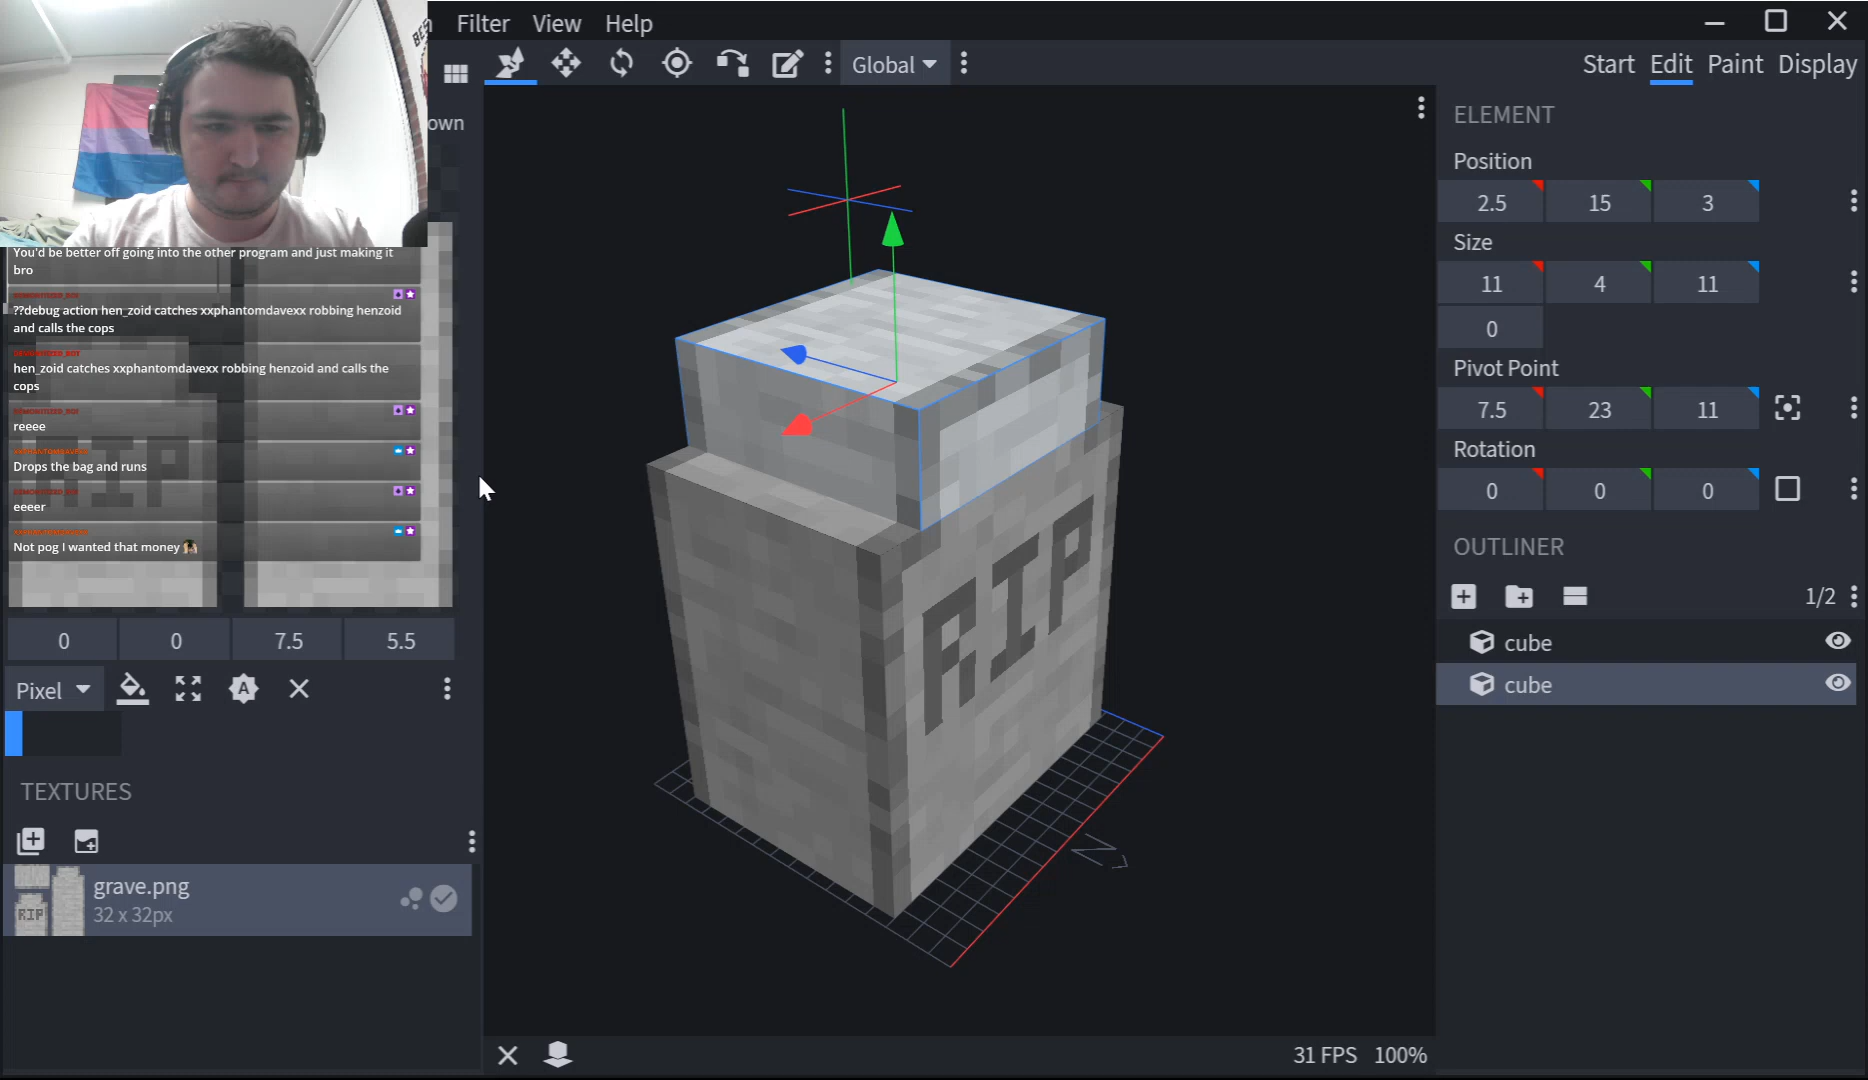 Filter View Help
Global
Start Edit Paint Display
own
You'd be better off going into the other program and just making it
bro
??debug action hen_zoid catches xxphantomdavexx robbing henzoid
and calls the cops
hen_zoid catches xxphantomdavexx robbing henzoid and calls the
cops
reeee
Drops the bag and runs
eeeer
Not pog I wanted that money
RIP
0 0 7.5 5.5
Pixel
TEXTURES
grave.png
32 x 32px
RIP
RIP
N
31 FPS 100%
ELEMENT
Position
2.5 15 3
Size
11 4 11
0
Pivot Point
7.5 23 11
Rotation
0 0 0
OUTLINER
1/2
cube
cube